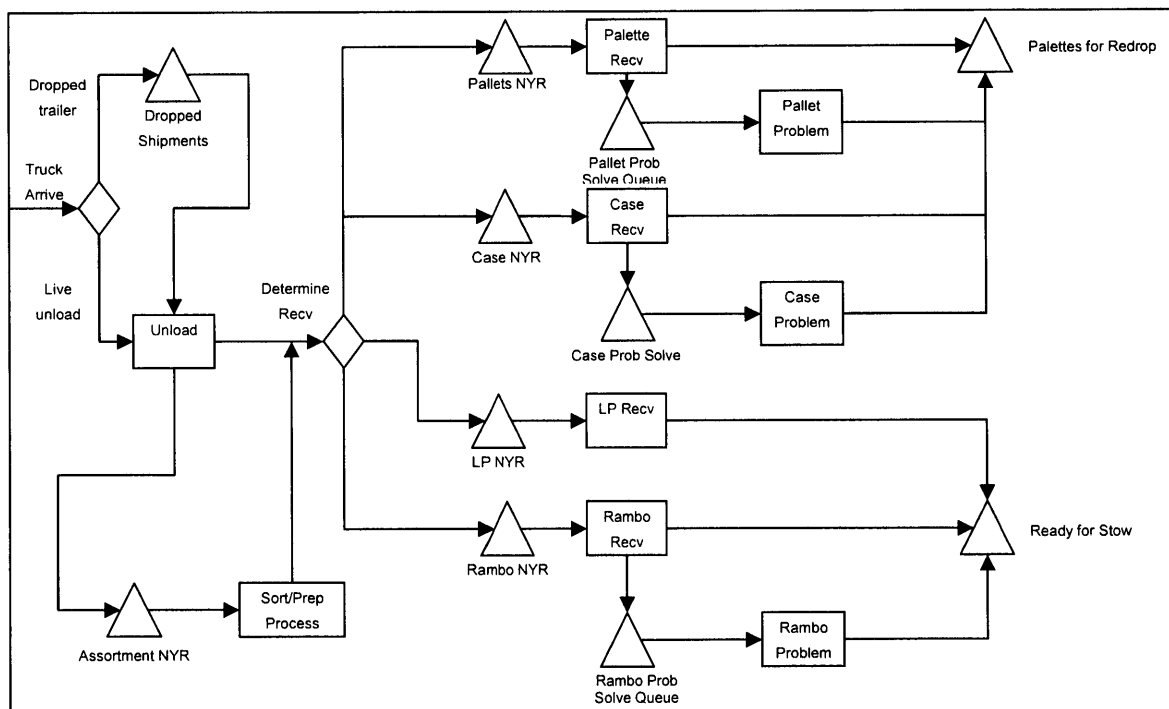 Palette
Recv
Palettes for Redrop
Pallets NYR
Dropped
trailer
Dropped
Shipments
Pallet
Problem
Pallet Prob
Solve Queue
Truck
Arrive
Case
Recv
Case NYR
Live
unload
Determine
Recv
Unload
Case
Problem
Case Prob Solve
LP Recv
LP NYR
Rambo
Recv
Ready for Stow
Rambo NYR
Sort/Prep
Process
Assortment NYR
Rambo
Problem
Rambo Prob
Solve Queue